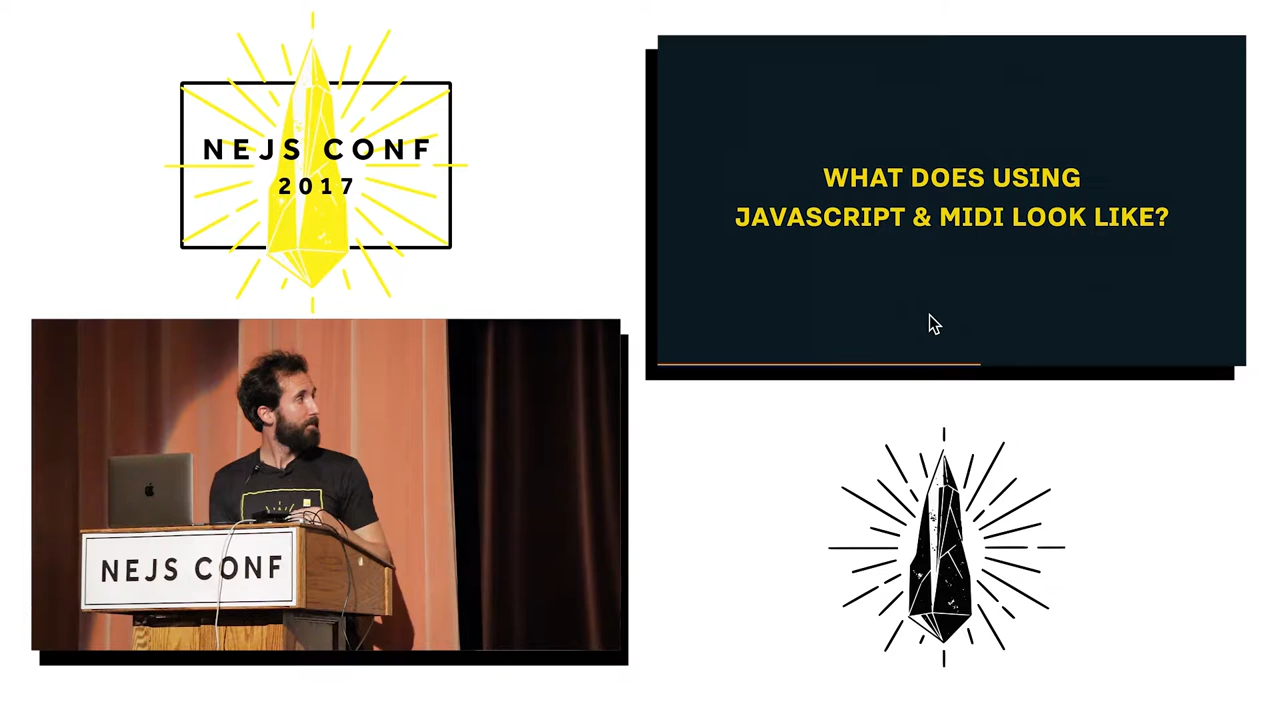 NEJS CONF
2017
WHAT DOES USING
JAVASCRIPT & MIDI LOOK LIKE?
NEJS CONF